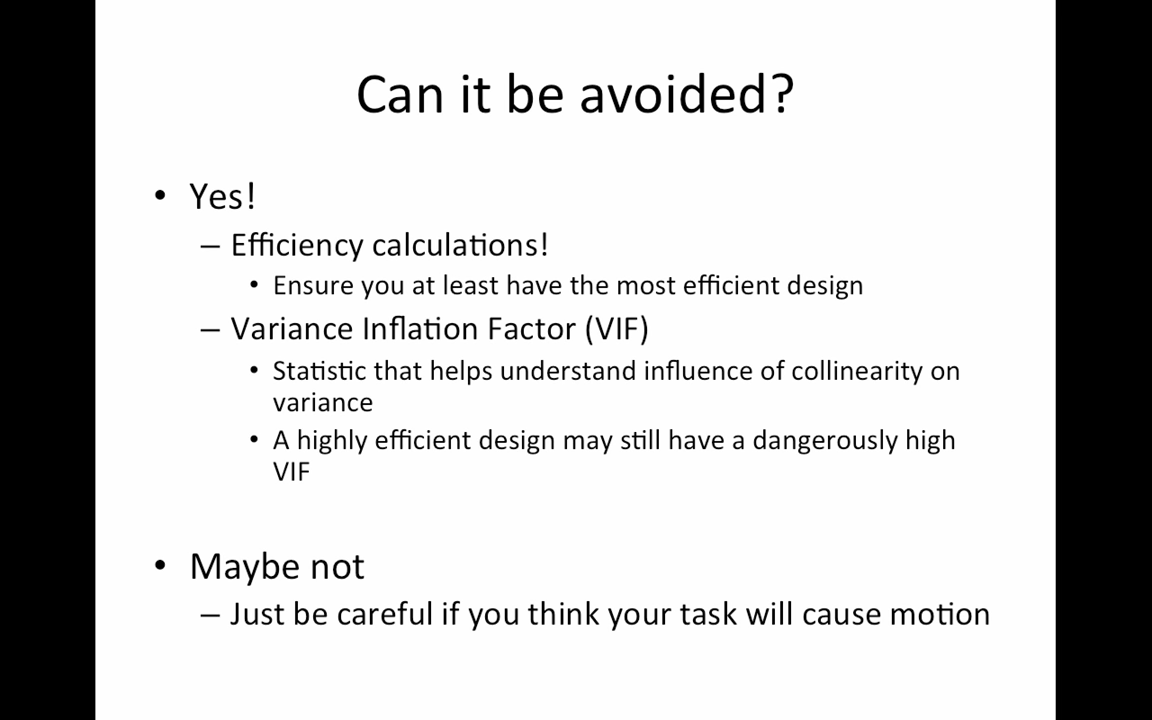 Can it be avoided?
• Yes!
– Efficiency calculations!
• Ensure you at least have the most efficient design
– Variance Inflation Factor (VIF)
• Statistic that helps understand influence of collinearity on
variance
• A highly efficient design may still have a dangerously high
VIF
• Maybe not
– Just be careful if you think your task will cause motion